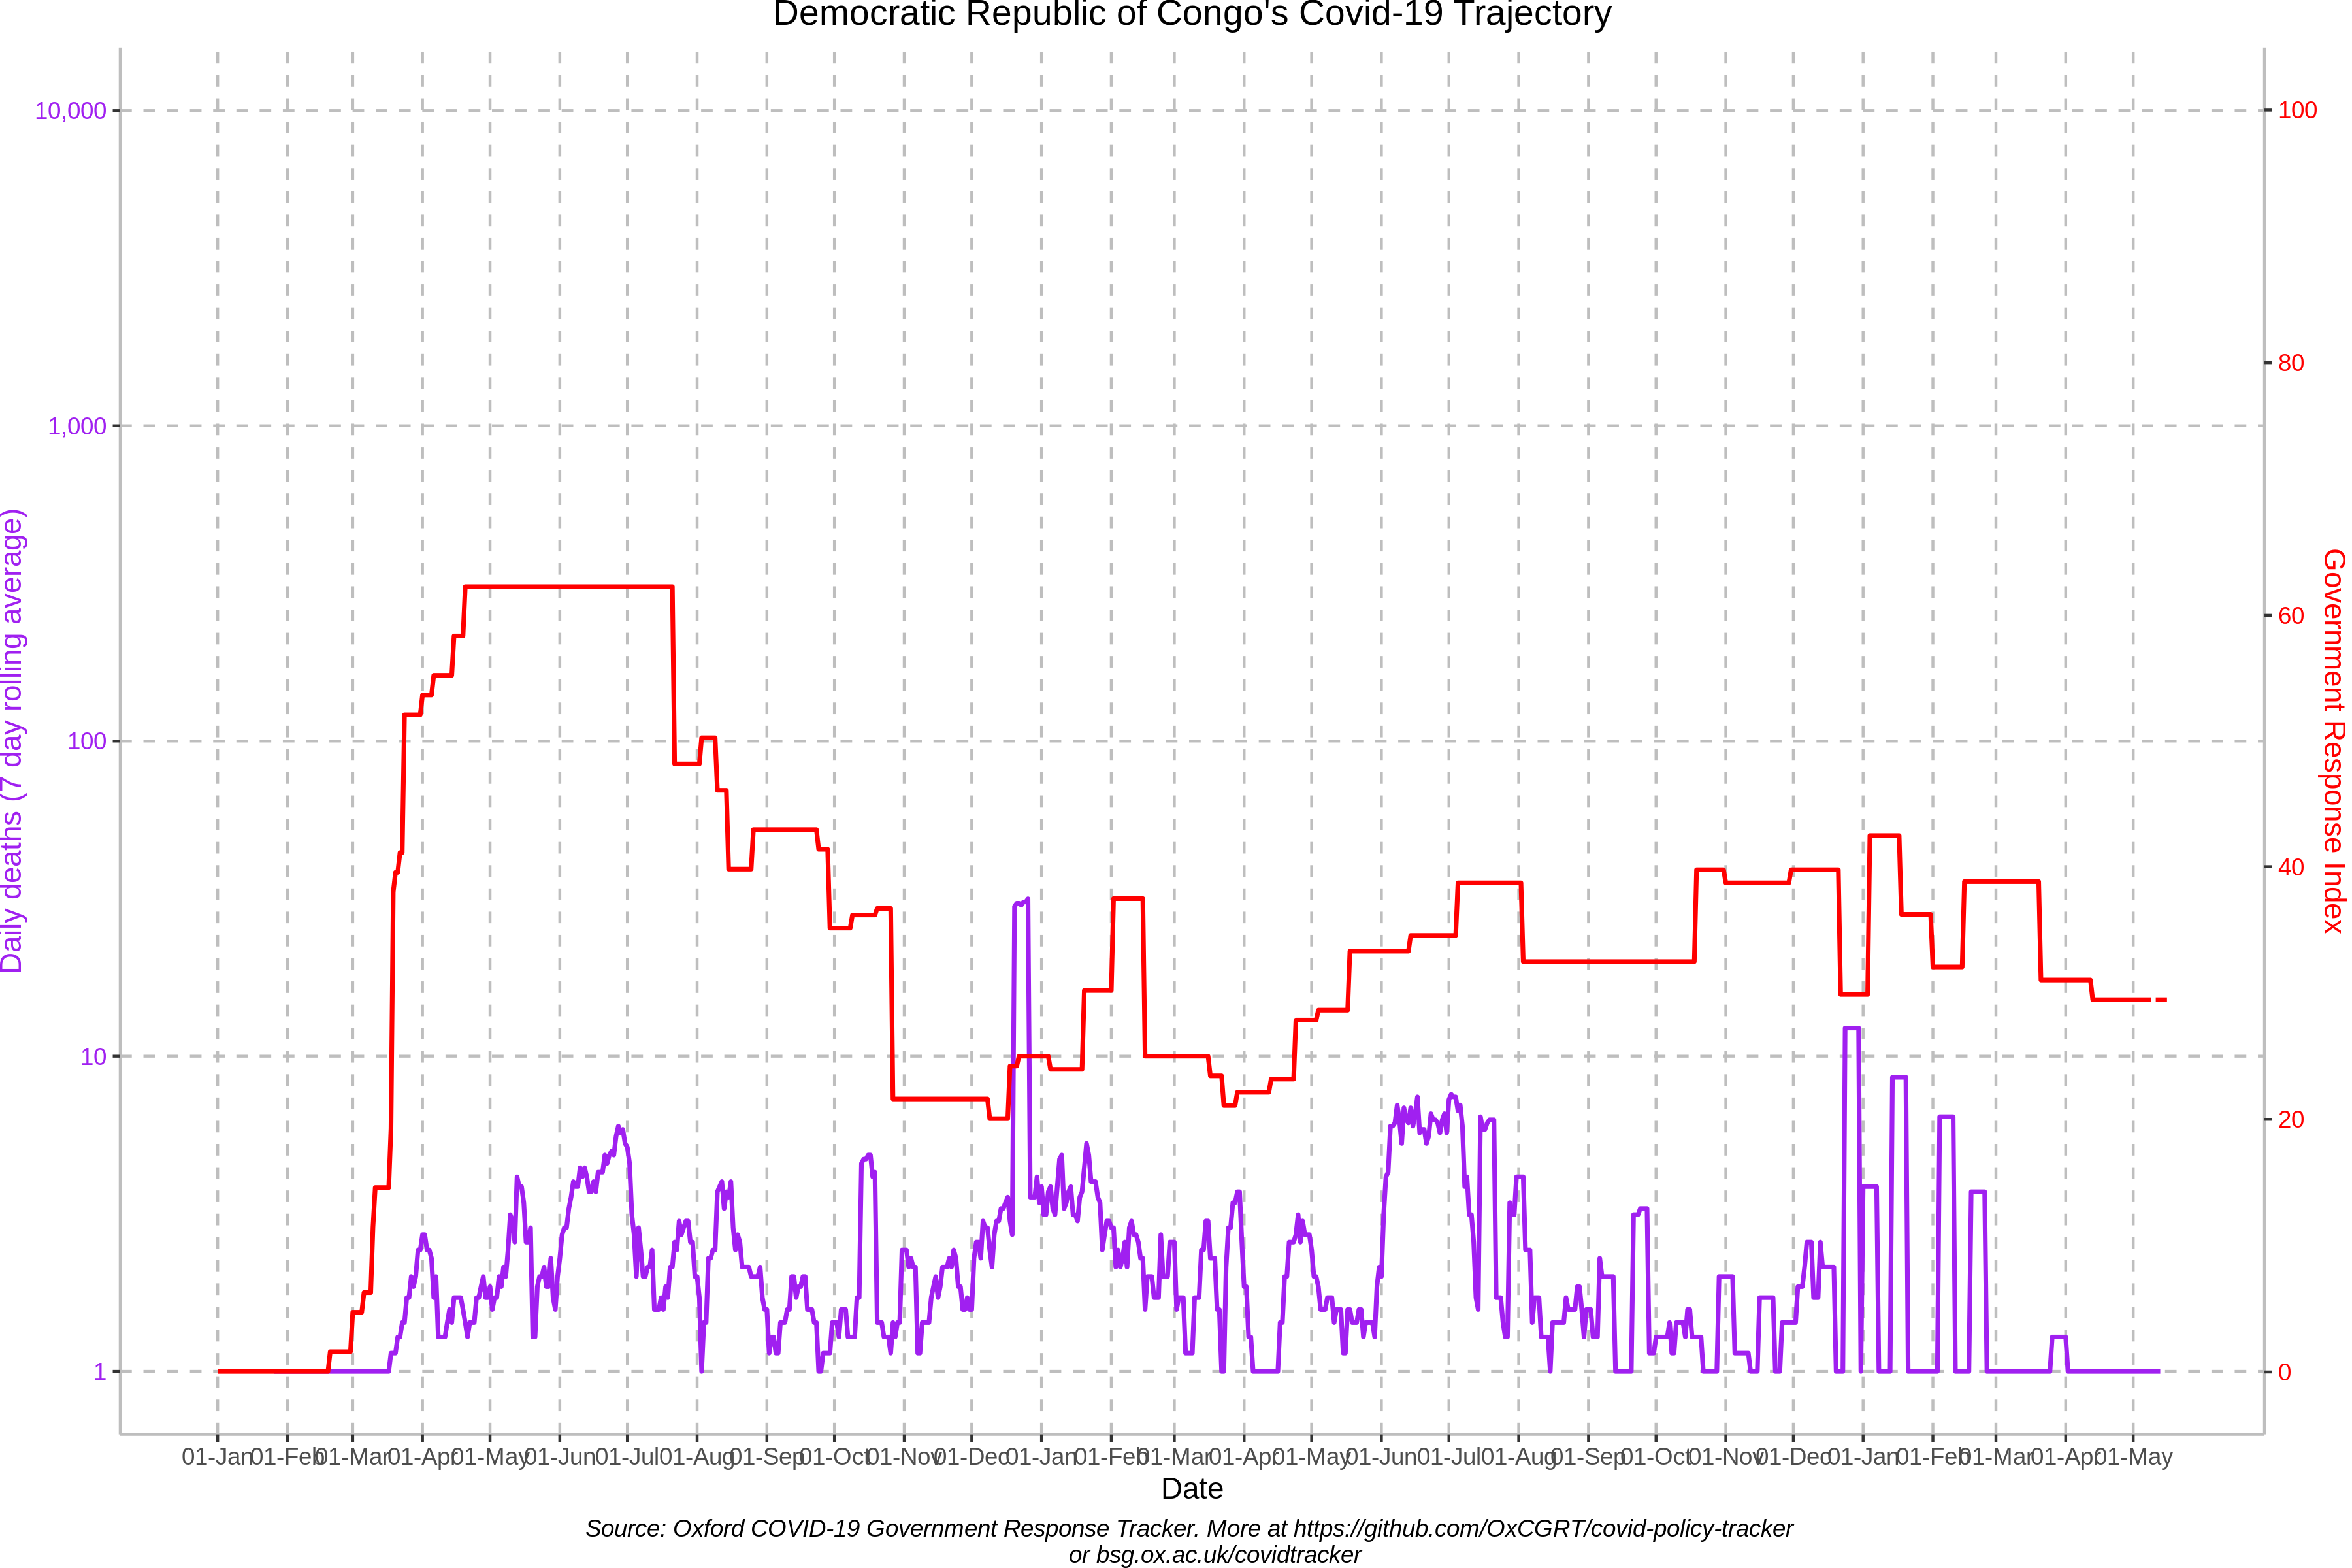 Democratic Republic of Congo's Covid-19 Trajectory
10,000
1,000
100
10
1
Daily deaths (7 day rolling average)
100
80
60
40
20
0
Government Response Index
01-Jan 01-Feb 01-Mar 01-Apr 01-May 01-Jun 01-Jul 01-Aug 01-Sep 01-Oct 01-Nov 01-Dec 01-Jan 01-Feb 01-Mar 01-Apr 01-May 01-Jun 01-Jul 01-Aug 01-Sep 01-Oct 01-Nov 01-Dec 01-Jan 01-Feb 01-Mar 01-Apr 01-May
Date
Source: Oxford COVID-19 Government Response Tracker. More at https://github.com/OxCGRT/covid-policy-tracker
or bsg.ox.ac.uk/covidtracker